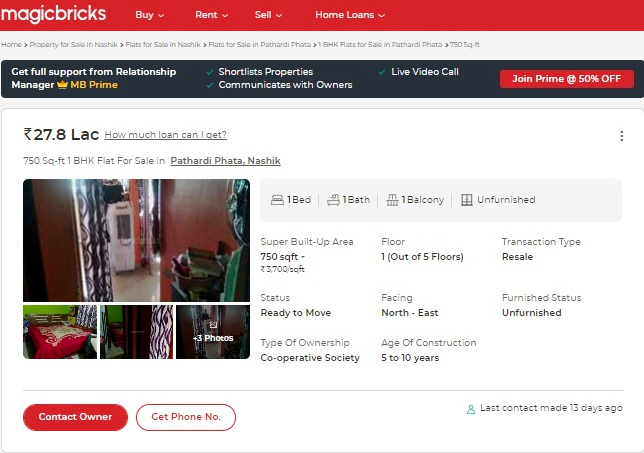 magicbricks
Buy Rent Sell Home Loans
Home > Property for Sale in Nashik > Flats for Sale in Nashik > Flats for Sale in Pathardi Phata > 1 BHK Flats for Sale in Pathardi Phata > 750 Sq-ft
Get full support from Relationship
Manager MB Prime
✓ Shortlists Properties
✓ Communicates with Owners
✓ Live Video Call
Join Prime @ 50% OFF
₹27.8 Lac How much loan can I get?
750 Sq-ft 1 BHK Flat For Sale in Pathardi Phata, Nashik
+3 Photos
1 Bed 1 Bath 1 Balcony Unfurnished
Super Built-Up Area
750 sqft -
₹3,700/sqft
Floor
1 (Out of 5 Floors)
Transaction Type
Resale
Status
Ready to Move
Facing
North - East
Furnished Status
Unfurnished
Type Of Ownership
Co-operative Society
Age Of Construction
5 to 10 years
Contact Owner Get Phone No.
Last contact made 13 days ago